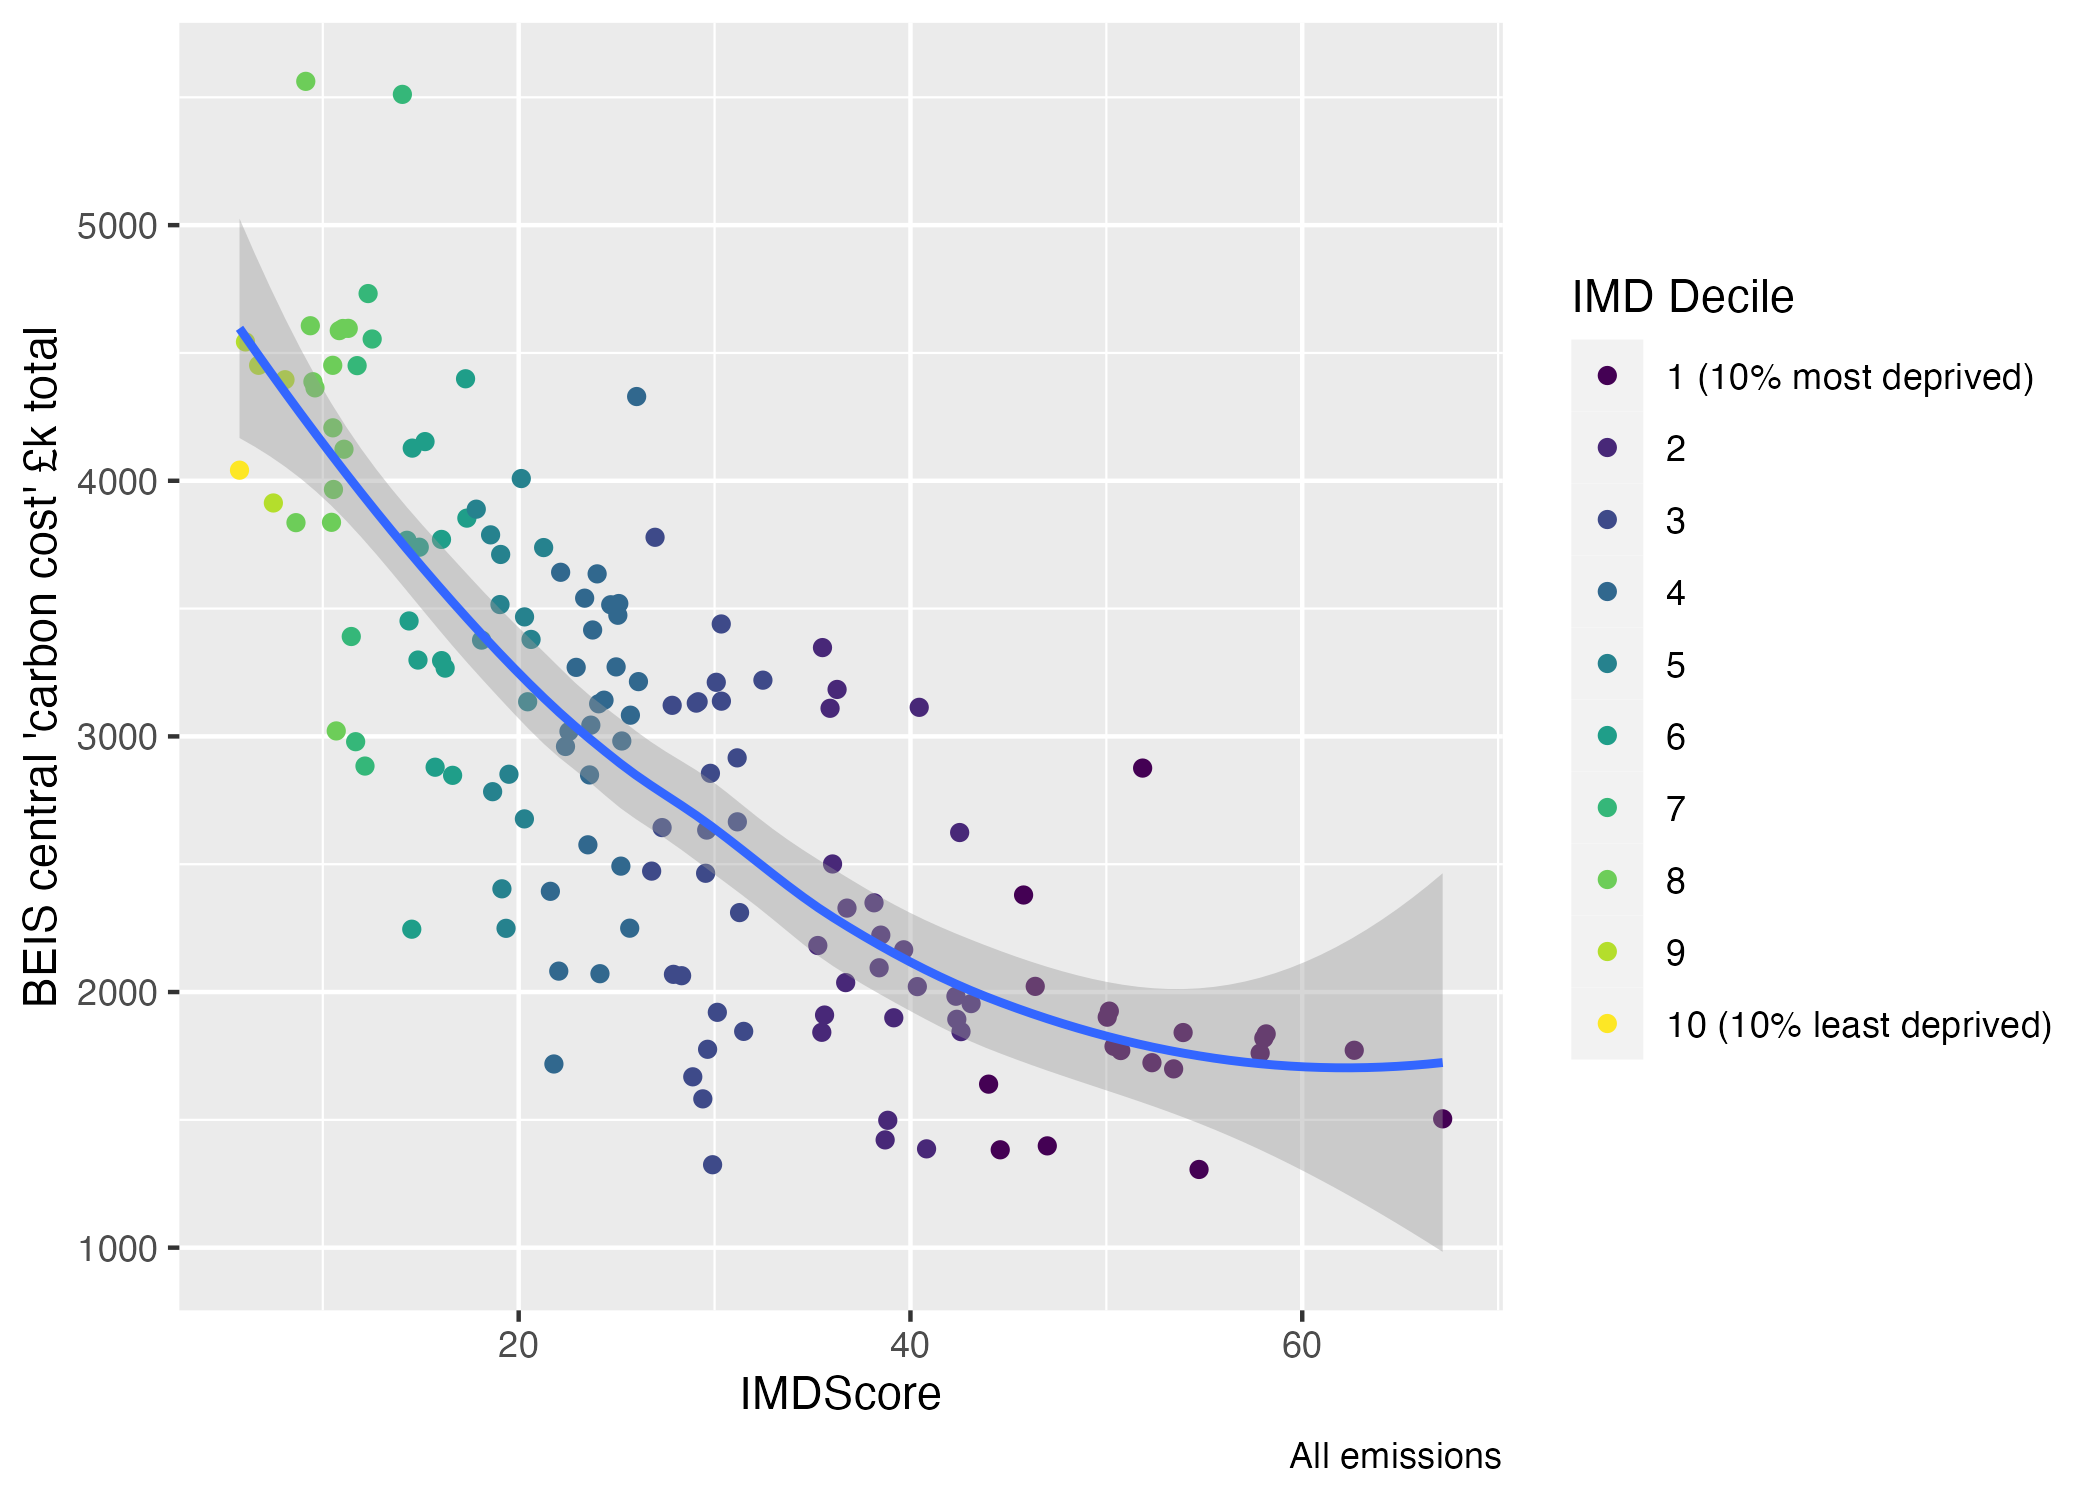 BEIS central 'carbon cost' £k total
5000
4000
3000
2000
1000
20
40
60
IMDScore
All emissions
IMD Decile
1 (10% most deprived)
2
3
4
5
6
7
8
9
10 (10% least deprived)